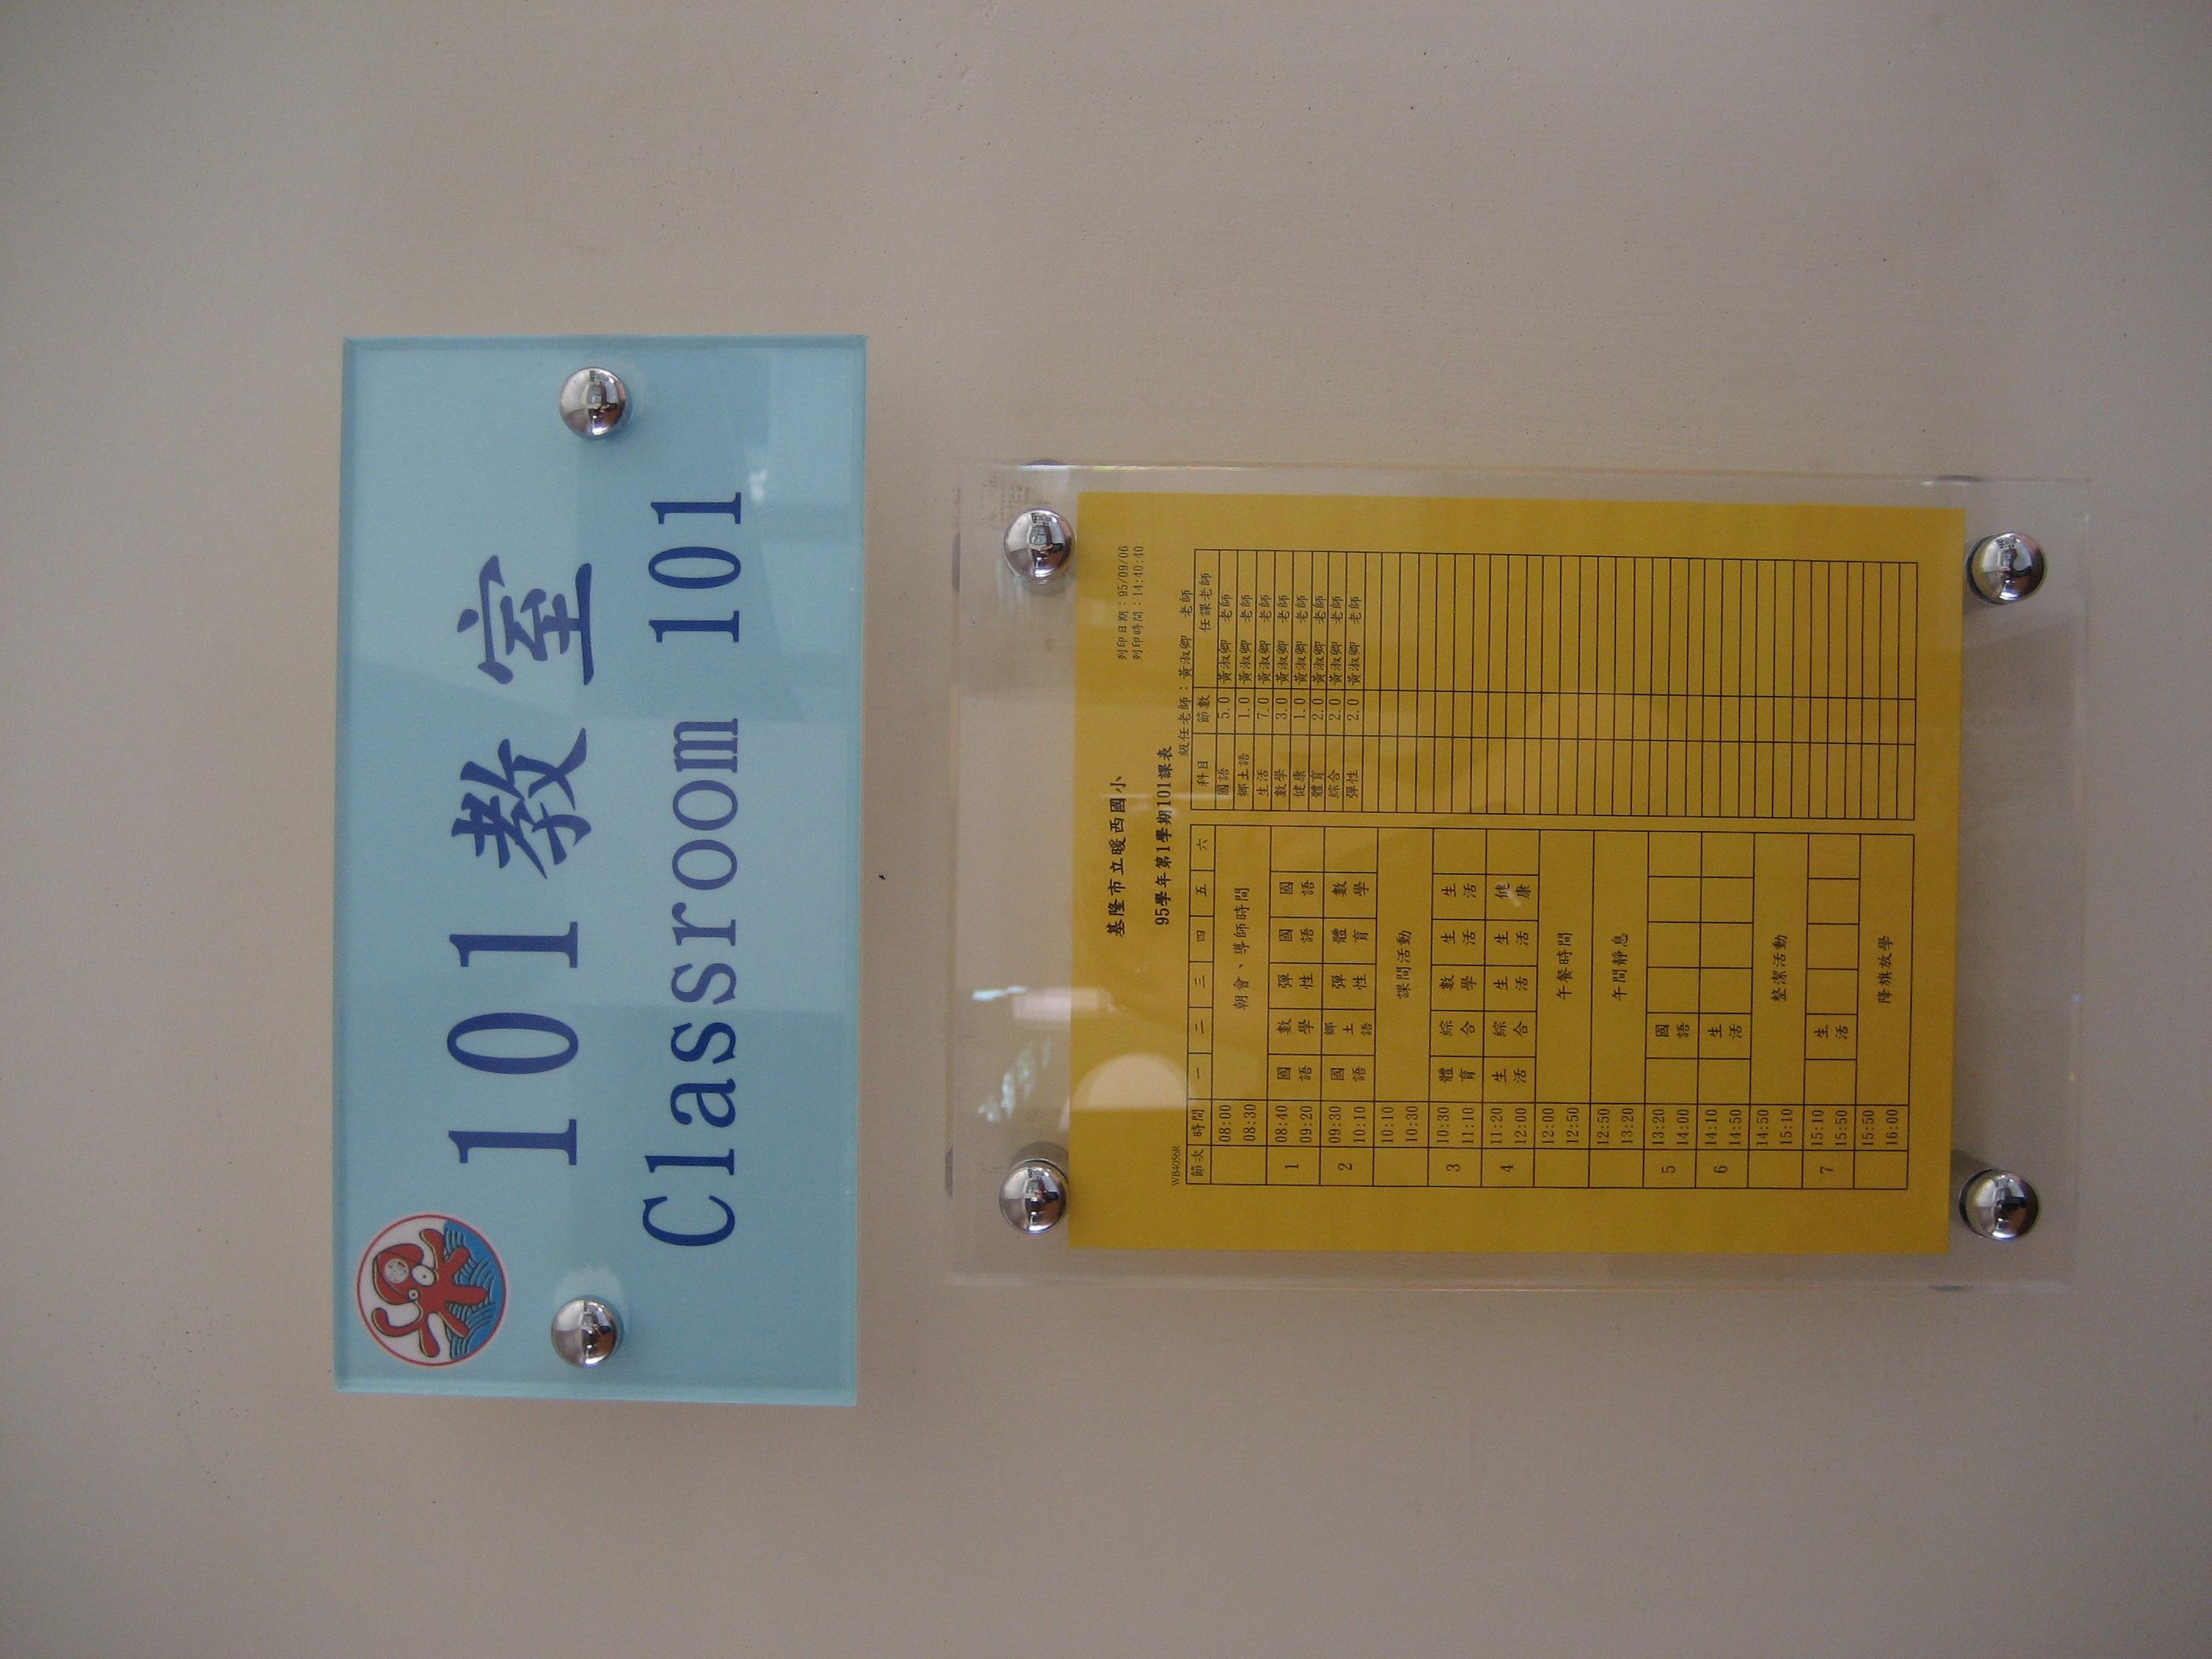 101 教室
Classroom 101
基隆市立暖西國小
列印日期：95/09/06
95學年第1學期101課表
列印時間：14:40:40
WB4056R
級任老師：黃淑卿 老師
節次 時間 一 二 三 四 五 六
08:00 08:30 朝會、導師時間
1 08:40 09:20 國語 數學 彈性 國語 國語
2 09:30 10:10 國語 鄉土語 彈性 體育 數學
10:10 10:30 課間活動
3 10:30 11:10 體育 綜合 數學 生活 生活
4 11:20 12:00 生活 綜合 生活 生活 健康
12:00 12:50 午餐時間
12:50 13:20 午間靜息
5 13:20 14:00 國語
6 14:10 14:50 生活
14:50 15:10 整潔活動
7 15:10 15:50 生活
15:50 16:00 降旗放學
科目 節數 任課老師
國語 5.0 黃淑卿 老師
鄉土語 1.0 黃淑卿 老師
生活 7.0 黃淑卿 老師
數學 3.0 黃淑卿 老師
健康 1.0 黃淑卿 老師
體育 2.0 黃淑卿 老師
綜合 2.0 黃淑卿 老師
彈性 2.0 黃淑卿 老師